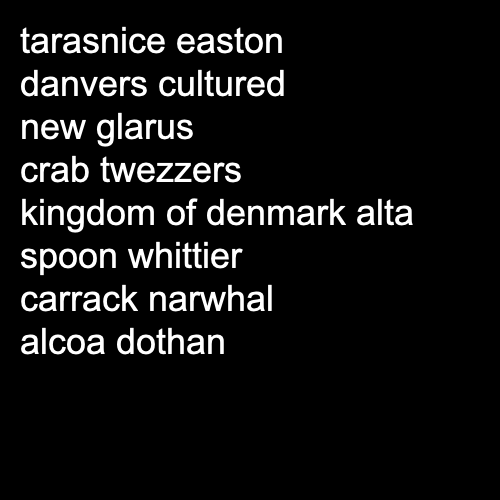 tarasnice easton
danvers cultured
new glarus
crab twezzers
kingdom of denmark alta
spoon whittier
carrack narwhal
alcoa dothan